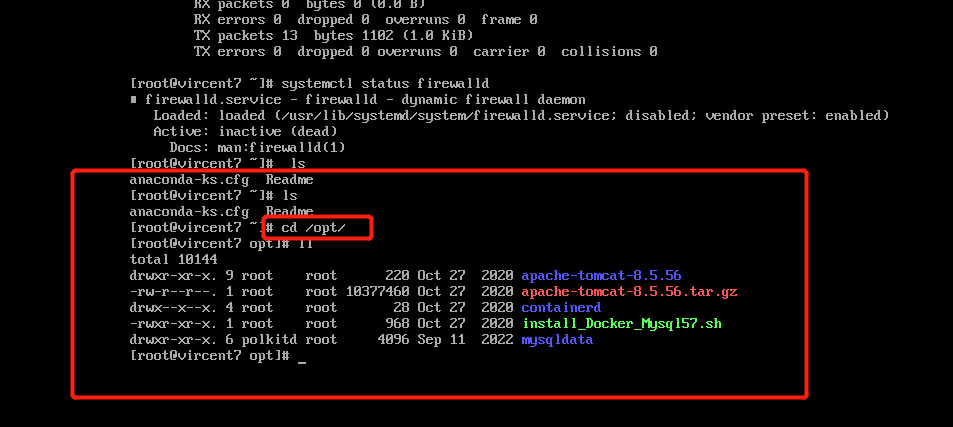 RX packets 0  bytes 0 (0.0 B)
RX errors 0  dropped 0  overruns 0  frame 0
TX packets 13  bytes 1102 (1.0 KiB)
TX errors 0  dropped 0 overruns 0  carrier 0  collisions 0
[root@vircent7 ~]# systemctl status firewalld
■ firewalld.service - firewalld - dynamic firewall daemon
Loaded: loaded (/usr/lib/systemd/system/firewalld.service; disabled; vendor preset: enabled)
Active: inactive (dead)
Docs: man:firewalld(1)
[root@vircent7 ~]#  ls
anaconda-ks.cfg  Readme
[root@vircent7 ~]# ls
anaconda-ks.cfg  Readme
[root@vircent7 ~]# cd /opt/
[root@vircent7 opt]# ll
total 10144
drwxr-xr-x. 9 root    root         220 Oct 27  2020 apache-tomcat-8.5.56
-rw-r--r--. 1 root    root    10377460 Oct 27  2020 apache-tomcat-8.5.56.tar.gz
drwx--x--x. 4 root    root          28 Oct 27  2020 containerd
-rwxr-xr-x. 1 root    root         968 Oct 27  2020 install_Docker_Mysql57.sh
drwxr-xr-x. 6 polkitd root        4096 Sep 11  2022 mysqldata
[root@vircent7 opt]# _